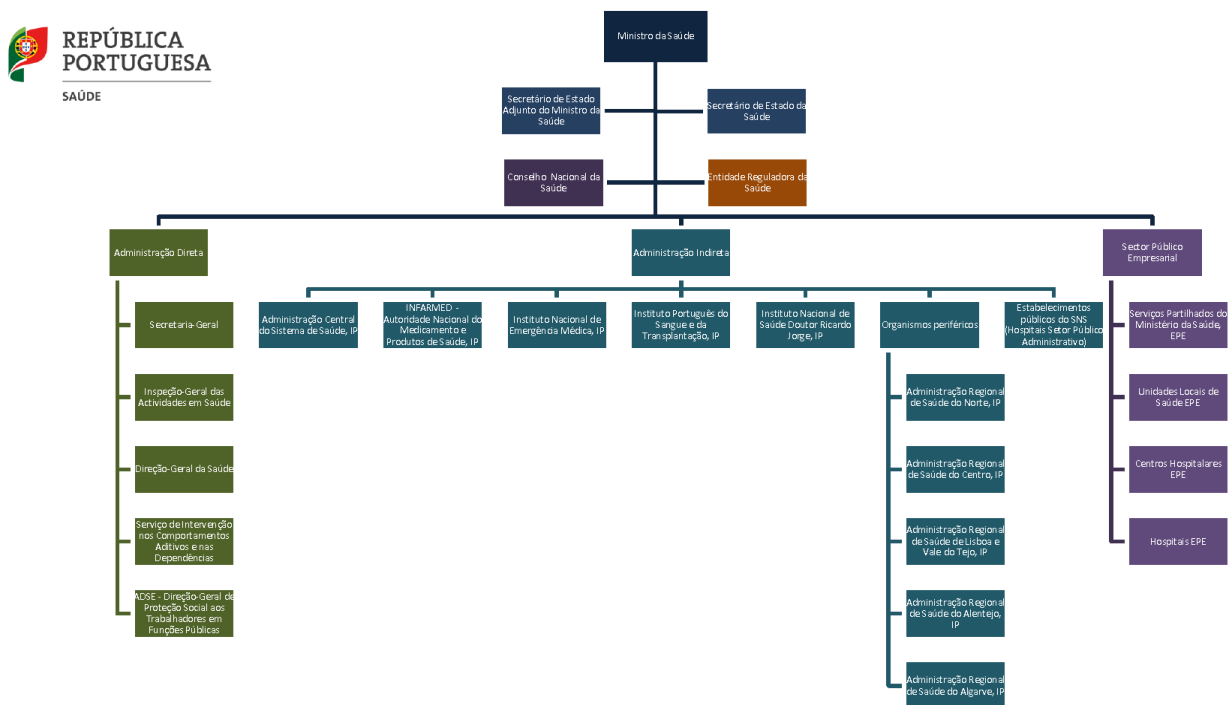 REPÚBLICA
PORTUGUESA
SAÚDE
Ministro da Saúde
Secretário de Estado
Adjunto do Ministro da
Saúde
Secretário de Estado da
Saúde
Conselho Nacional da
Saúde
Entidade Reguladora da
Saúde
Administração Direta
Administração Indireta
Sector Público
Empresarial
Secretaria-Geral
Inspeção-Geral das
Actividades em Saúde
Direção-Geral da Saúde
Serviço de Intervenção
nos Comportamentos
Aditivos e nas
Dependências
ADSE - Direção-Geral de
Proteção Social aos
Trabalhadores em
Funções Públicas
Administração Central
do Sistema de Saúde, IP
INFARMED -
Autoridade Nacional do
Medicamento e
Produtos de Saúde, IP
Instituto Nacional de
Emergência Médica, IP
Instituto Português do
Sangue e da
Transplantação, IP
Instituto Nacional de
Saúde Doutor Ricardo
Jorge, IP
Organismos periféricos
Estabelecimentos
públicos do SNS
(Hospitais Setor Público
Administrativo)
Administração Regional
de Saúde do Norte, IP
Administração Regional
de Saúde do Centro, IP
Administração Regional
de Saúde de Lisboa e
Vale do Tejo, IP
Administração Regional
de Saúde do Alentejo,
IP
Administração Regional
de Saúde do Algarve, IP
Serviços Partilhados do
Ministério da Saúde,
EPE
Unidades Locais de
Saúde EPE
Centros Hospitalares
EPE
Hospitais EPE